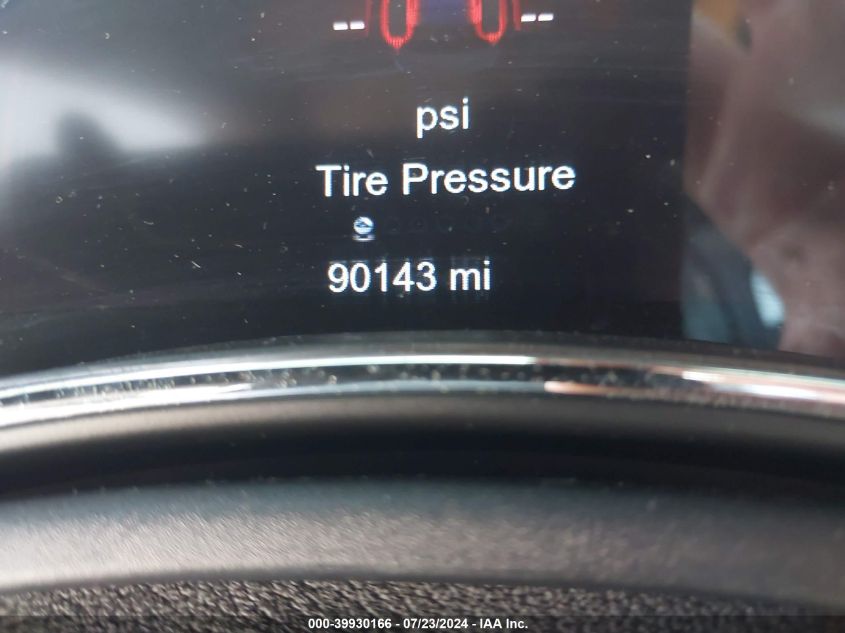 -- --
psi
Tire Pressure
90143 mi
000-39930166 - 07/23/2024 - IAA Inc.